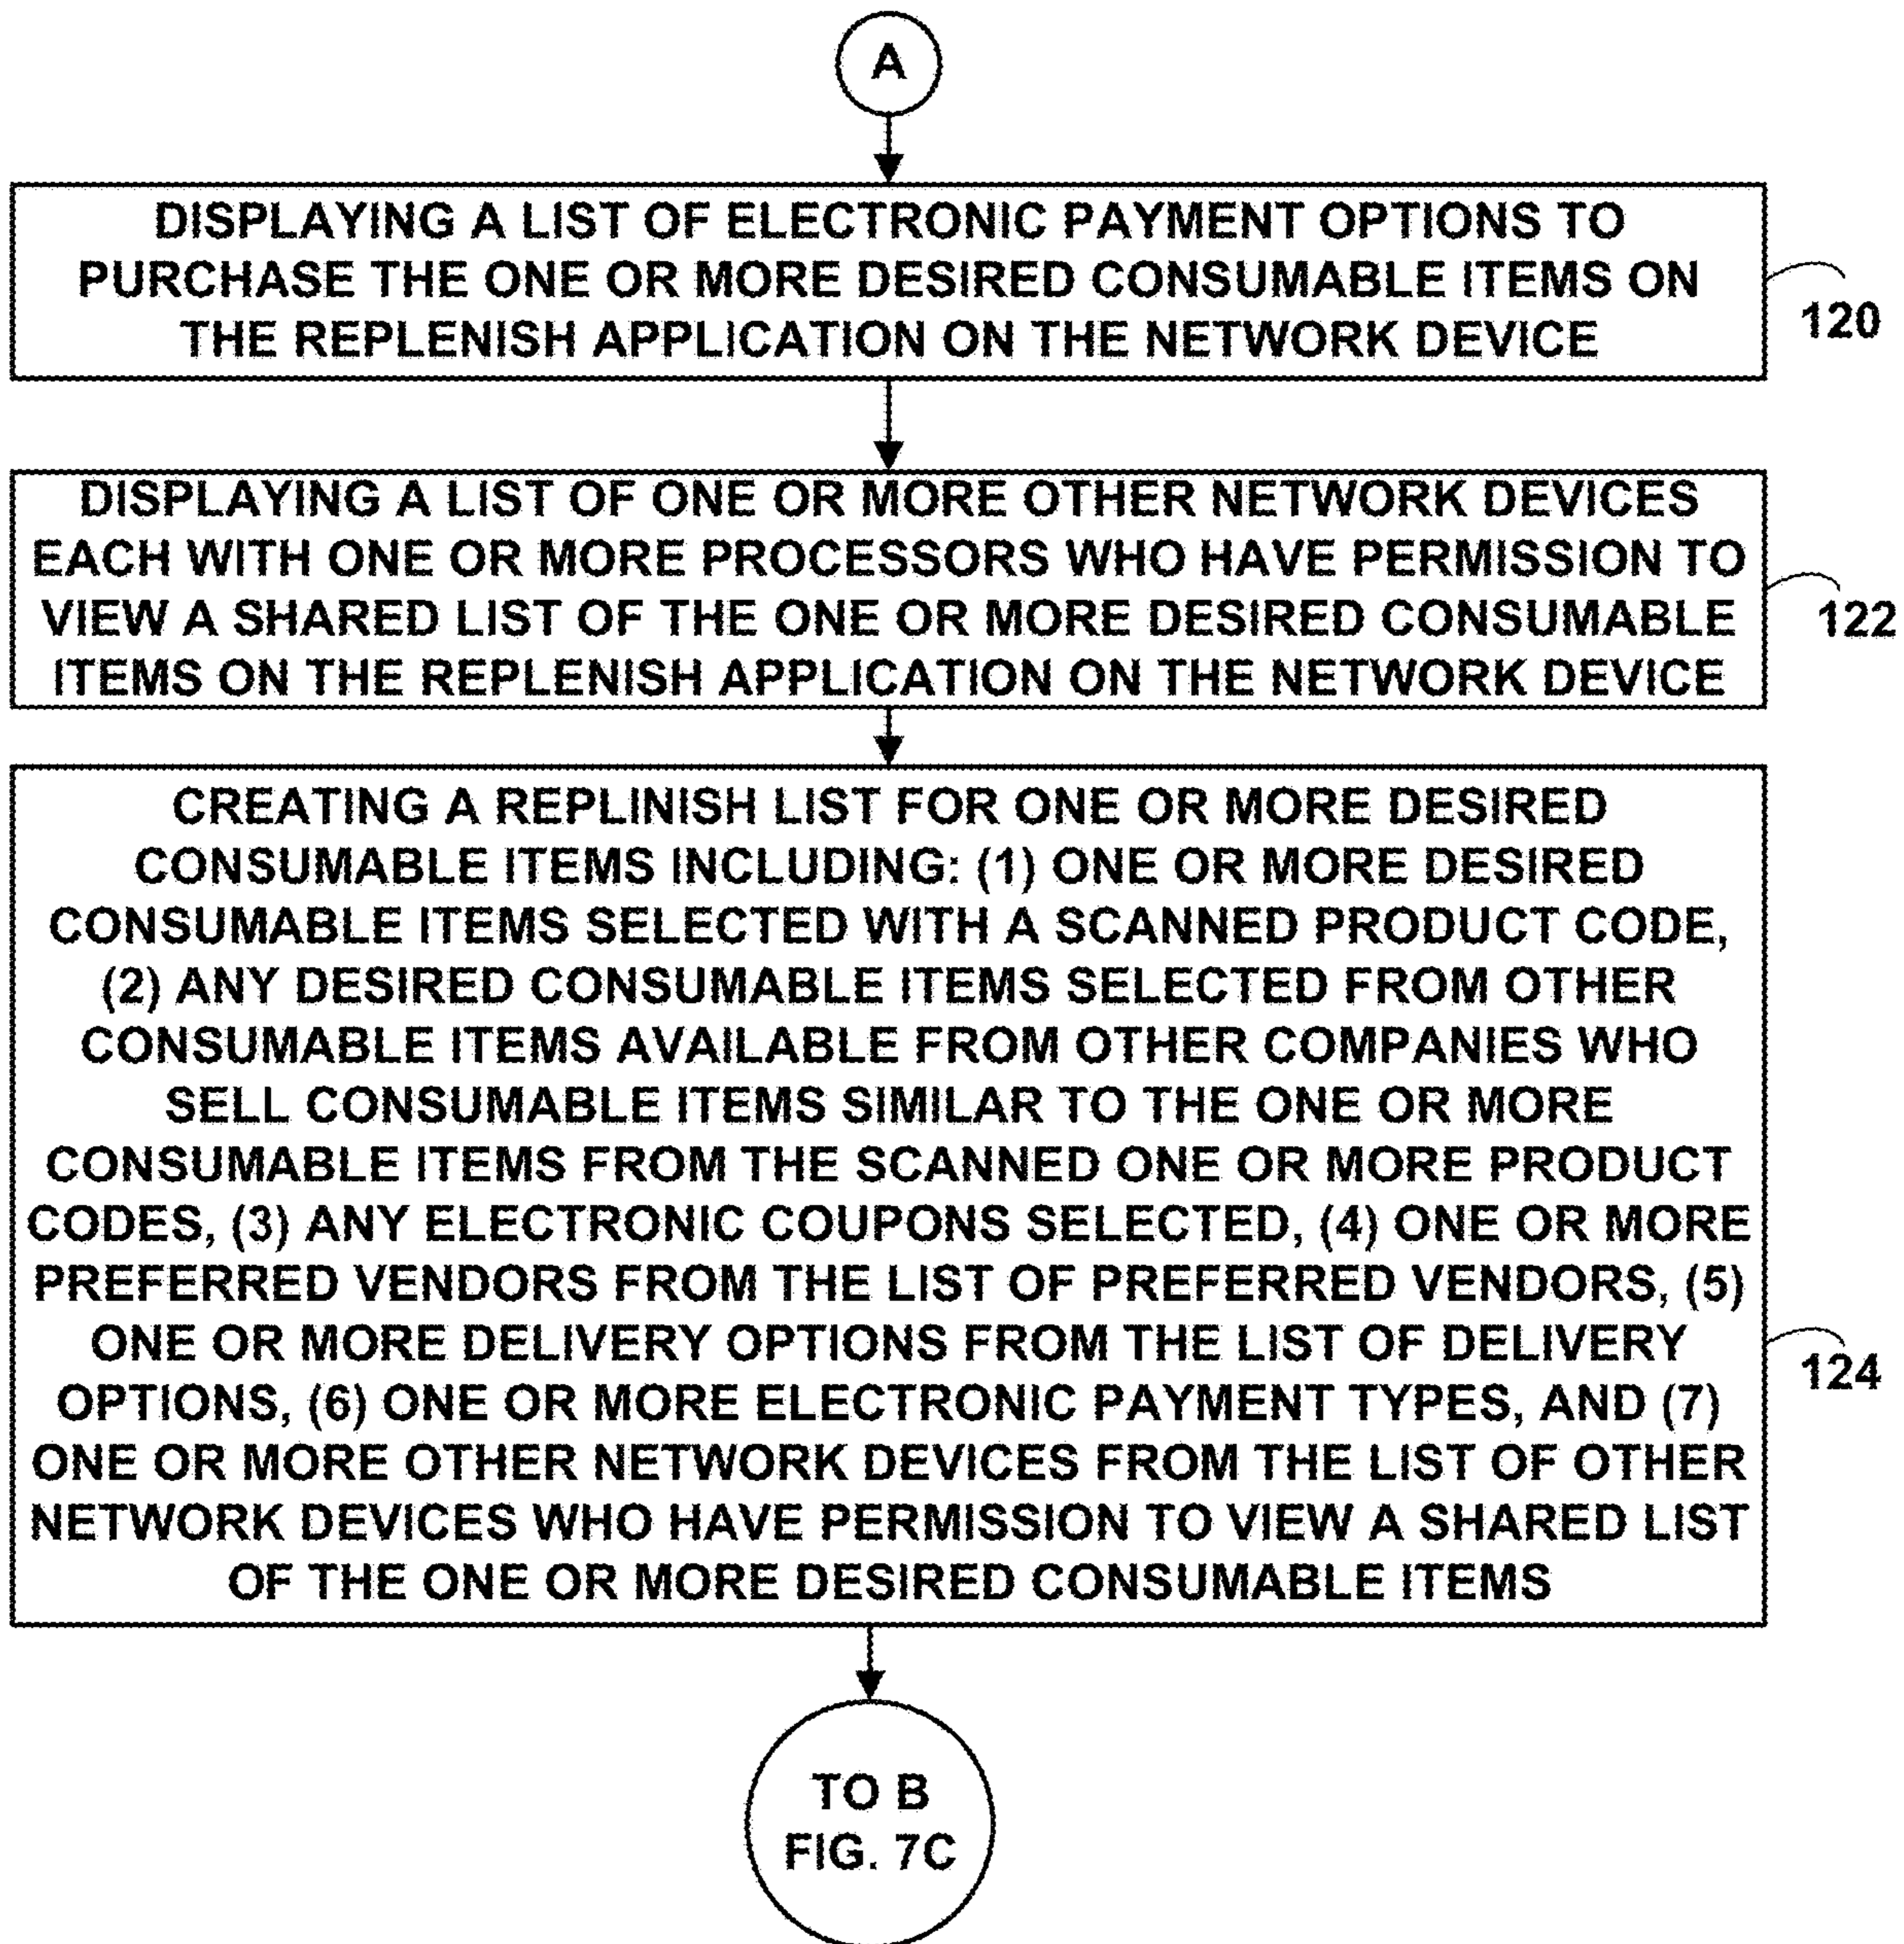 A
DISPLAYING A LIST OF ELECTRONIC PAYMENT OPTIONS TO
PURCHASE THE ONE OR MORE DESIRED CONSUMABLE ITEMS ON
THE REPLENISH APPLICATION ON THE NETWORK DEVICE
120
DISPLAYING A LIST OF ONE OR MORE OTHER NETWORK DEVICES
EACH WITH ONE OR MORE PROCESSORS WHO HAVE PERMISSION TO
VIEW A SHARED LIST OF THE ONE OR MORE DESIRED CONSUMABLE
ITEMS ON THE REPLENISH APPLICATION ON THE NETWORK DEVICE
122
CREATING A REPLINISH LIST FOR ONE OR MORE DESIRED
CONSUMABLE ITEMS INCLUDING: (1) ONE OR MORE DESIRED
CONSUMABLE ITEMS SELECTED WITH A SCANNED PRODUCT CODE,
(2) ANY DESIRED CONSUMABLE ITEMS SELECTED FROM OTHER
CONSUMABLE ITEMS AVAILABLE FROM OTHER COMPANIES WHO
SELL CONSUMABLE ITEMS SIMILAR TO THE ONE OR MORE
CONSUMABLE ITEMS FROM THE SCANNED ONE OR MORE PRODUCT
CODES, (3) ANY ELECTRONIC COUPONS SELECTED, (4) ONE OR MORE
PREFERRED VENDORS FROM THE LIST OF PREFERRED VENDORS, (5)
ONE OR MORE DELIVERY OPTIONS FROM THE LIST OF DELIVERY
OPTIONS, (6) ONE OR MORE ELECTRONIC PAYMENT TYPES, AND (7)
ONE OR MORE OTHER NETWORK DEVICES FROM THE LIST OF OTHER
NETWORK DEVICES WHO HAVE PERMISSION TO VIEW A SHARED LIST
OF THE ONE OR MORE DESIRED CONSUMABLE ITEMS
124
TO B
FIG. 7C